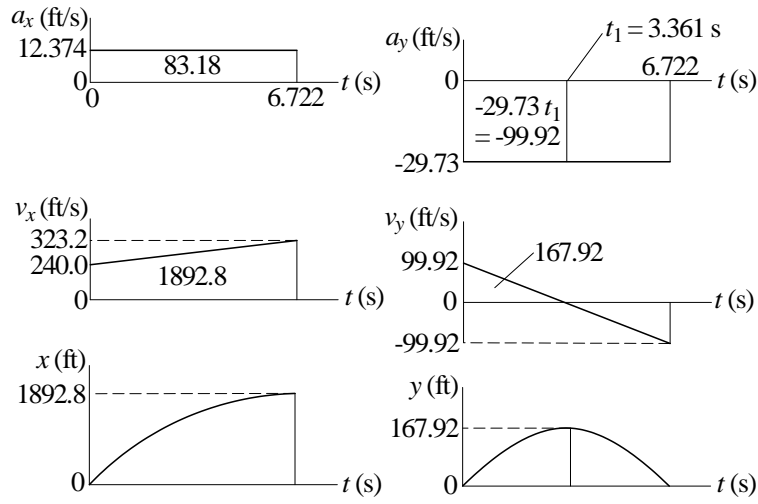 a_x (ft/s)
12.374
83.18
0
0
6.722
t (s)
a_y (ft/s)
t_1 = 3.361 s
6.722
0
t (s)
-29.73 t_1
= -99.92
-29.73
v_x (ft/s)
323.2
240.0
1892.8
0
t (s)
v_y (ft/s)
167.92
99.92
0
t (s)
-99.92
x (ft)
1892.8
0
t (s)
y (ft)
167.92
0
t (s)